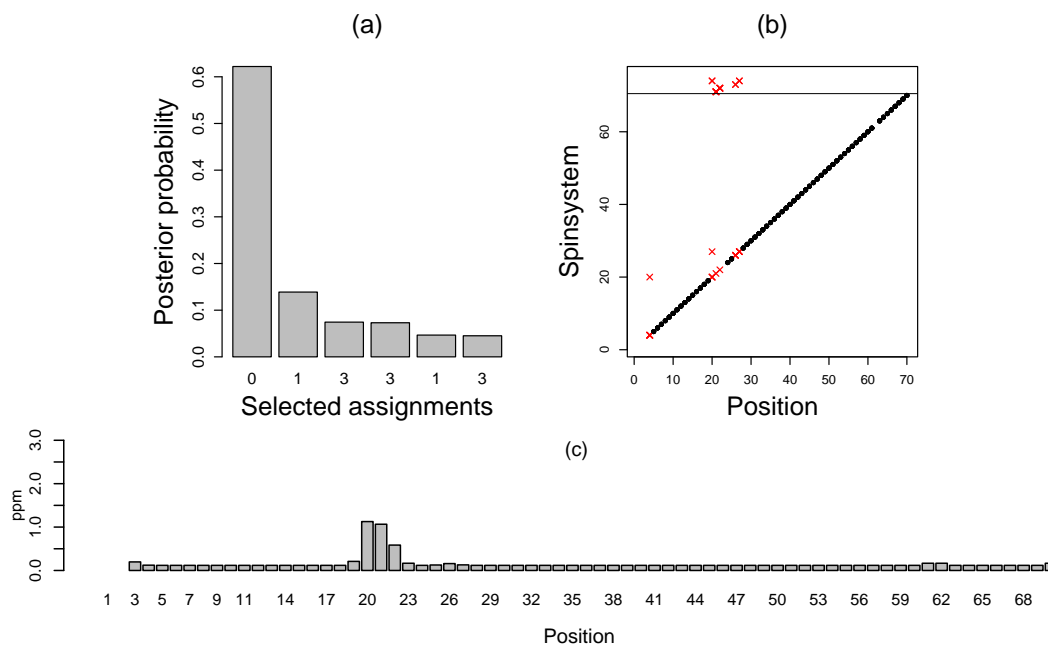 (a)
Posterior probability
0.0 0.1 0.2 0.3 0.4 0.5 0.6
0 1 3 3 1 3
Selected assignments
(b)
Spinsystem
0 20 40 60
0 10 20 30 40 50 60 70
Position
(c)
ppm
0.0 1.0 2.0 3.0
1 3 5 7 9 11 14 17 20 23 26 29 32 35 38 41 44 47 50 53 56 59 62 65 68
Position